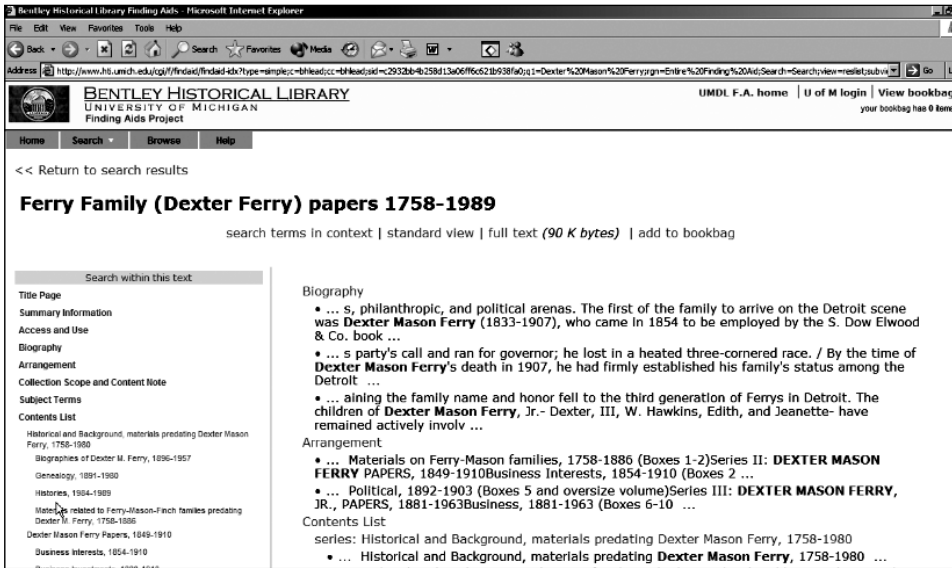 Bentley Historical Library Finding Aids - Microsoft Internet Explorer
File Edit View Favorites Tools Help
Back Search Favorites Media
Address http://www.hti.umich.edu/cgi/f/findaid/findaid-idx?type=simple;c=bhlead;cc=bhlead;sid=c2932bb4b258d13a06ff6c621b938fa0;q1=Dexter%20Mason%20Ferry;rgn=Entire%20Finding%20Aid;Search=Search;view=reslist;subvi Go
BENTLEY HISTORICAL LIBRARY
UNIVERSITY OF MICHIGAN
Finding Aids Project
UMDL F.A. home | U of M login | View bookbag
your bookbag has 0 items
Home Search Browse Help
<< Return to search results
Ferry Family (Dexter Ferry) papers 1758-1989
search terms in context | standard view | full text (90 K bytes) | add to bookbag
Search within this text
Title Page
Summary Information
Access and Use
Biography
Arrangement
Collection Scope and Content Note
Subject Terms
Contents List
Historical and Background, materials predating Dexter Mason
Ferry, 1758-1980
Biographies of Dexter M. Ferry, 1896-1957
Genealogy, 1891-1980
Histories, 1984-1989
Materials related to Ferry-Mason-Finch families predating
Dexter M. Ferry, 1758-1886
Dexter Mason Ferry Papers, 1849-1910
Business Interests, 1854-1910
Biography
• ... s, philanthropic, and political arenas. The first of the family to arrive on the Detroit scene
was Dexter Mason Ferry (1833-1907), who came in 1854 to be employed by the S. Dow Elwood
& Co. book ...
• ... s party's call and ran for governor; he lost in a heated three-cornered race. / By the time of
Dexter Mason Ferry's death in 1907, he had firmly established his family's status among the
Detroit ...
• ... aining the family name and honor fell to the third generation of Ferrys in Detroit. The
children of Dexter Mason Ferry, Jr.- Dexter, III, W. Hawkins, Edith, and Jeanette- have
remained actively involv ...
Arrangement
• ... Materials on Ferry-Mason families, 1758-1886 (Boxes 1-2)Series II: DEXTER MASON
FERRY PAPERS, 1849-1910Business Interests, 1854-1910 (Boxes 2 ...
• ... Political, 1892-1903 (Boxes 5 and oversize volume)Series III: DEXTER MASON FERRY,
JR., PAPERS, 1881-1963Business, 1881-1963 (Boxes 6-10 ...
Contents List
series: Historical and Background, materials predating Dexter Mason Ferry, 1758-1980
• ... Historical and Background, materials predating Dexter Mason Ferry, 1758-1980 ...